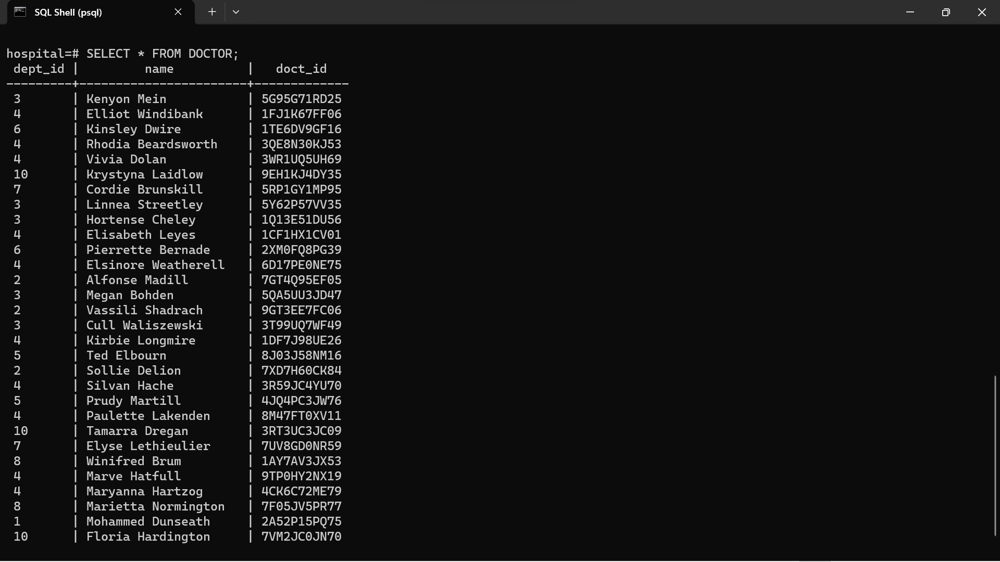 SQL Shell (psql)
hospital=# SELECT * FROM DOCTOR;
 dept_id |         name          |   doct_id
---------+-----------------------+-------------
 3       | Kenyon Mein           | 5G95G71RD25
 4       | Elliot Windibank      | 1FJ1K67FF06
 6       | Kinsley Dwire         | 1TE6DV9GF16
 4       | Rhodia Beardsworth    | 3QE8N30KJ53
 4       | Vivia Dolan           | 3WR1UQ5UH69
 10      | Krystyna Laidlow      | 9EH1KJ4DY35
 7       | Cordie Brunskill      | 5RP1GY1MP95
 3       | Linnea Streetley      | 5Y62P57VV35
 3       | Hortense Cheley       | 1Q13E51DU56
 4       | Elisabeth Leyes       | 1CF1HX1CV01
 6       | Pierrette Bernade     | 2XM0FQ8PG39
 4       | Elsinore Weatherell   | 6D17PE0NE75
 2       | Alfonse Madill        | 7GT4Q95EF05
 3       | Megan Bohden          | 5QA5UU3JD47
 2       | Vassili Shadrach      | 9GT3EE7FC06
 3       | Cull Waliszewski      | 3T99UQ7WF49
 4       | Kirbie Longmire       | 1DF7J98UE26
 5       | Ted Elbourn           | 8J03J58NM16
 2       | Sollie Delion         | 7XD7H60CK84
 4       | Silvan Hache          | 3R59JC4YU70
 5       | Prudy Martill         | 4JQ4PC3JW76
 4       | Paulette Lakenden     | 8M47FT0XV11
 10      | Tamarra Dregan        | 3RT3UC3JC09
 7       | Elyse Lethieulier     | 7UV8GD0NR59
 8       | Winifred Brum         | 1AY7AV3JX53
 4       | Marve Hatfull         | 9TP0HY2NX19
 4       | Maryanna Hartzog      | 4CK6C72ME79
 8       | Marietta Normington   | 7F05JV5PR77
 1       | Mohammed Dunseath     | 2A52P15PQ75
 10      | Floria Hardington     | 7VM2JC0JN70